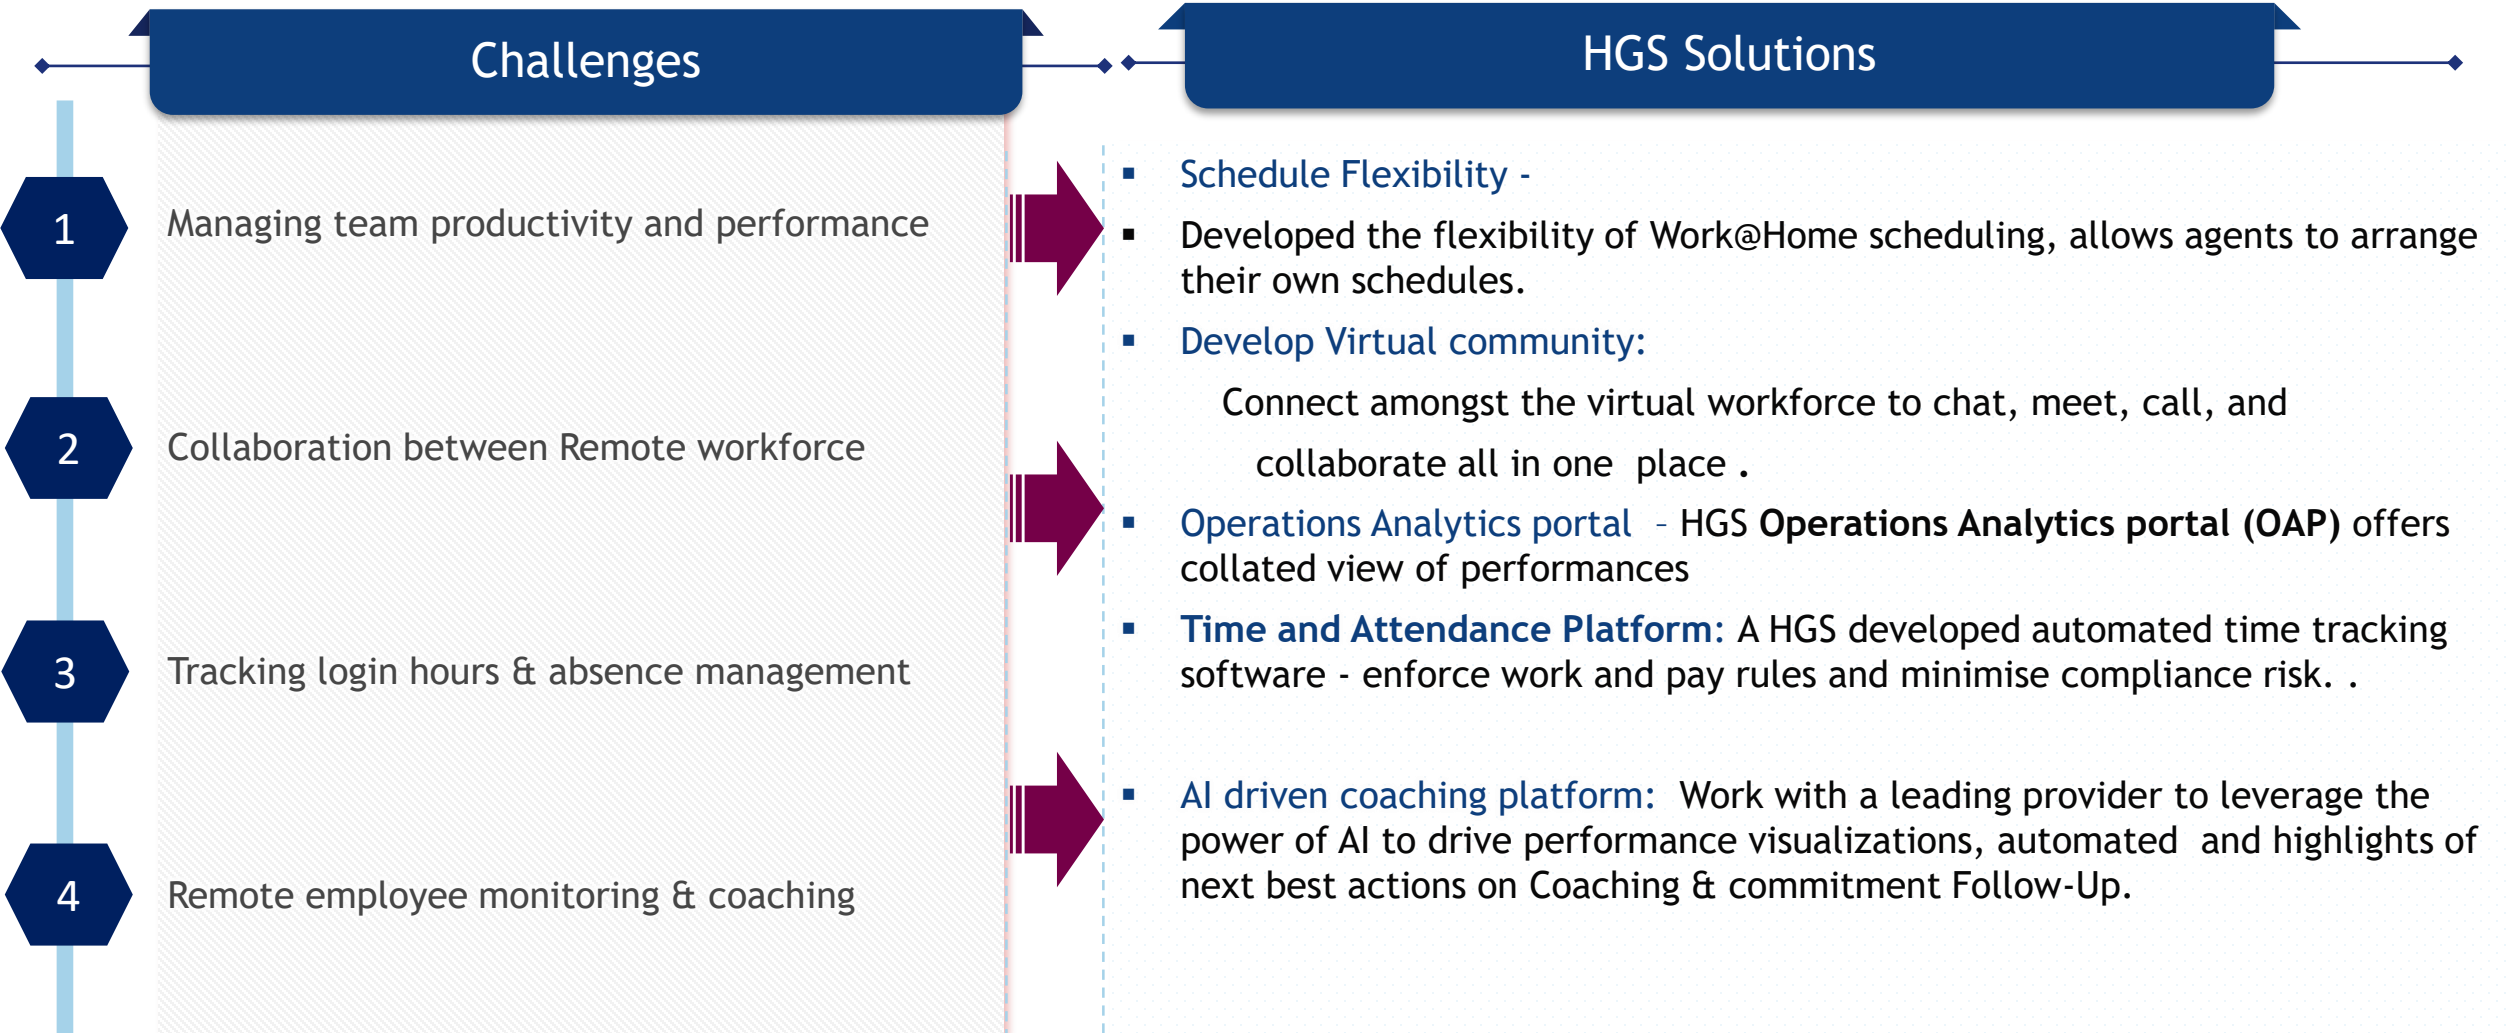 Challenges
HGS Solutions
1
Managing team productivity and performance
2
Collaboration between Remote workforce
3
Tracking login hours & absence management
4
Remote employee monitoring & coaching
▪ Schedule Flexibility -
▪ Developed the flexibility of Work@Home scheduling, allows agents to arrange
their own schedules.
▪ Develop Virtual community:
Connect amongst the virtual workforce to chat, meet, call, and
collaborate all in one place .
▪ Operations Analytics portal – HGS Operations Analytics portal (OAP) offers
collated view of performances
▪ Time and Attendance Platform: A HGS developed automated time tracking
software - enforce work and pay rules and minimise compliance risk. .
▪ AI driven coaching platform: Work with a leading provider to leverage the
power of AI to drive performance visualizations, automated and highlights of
next best actions on Coaching & commitment Follow-Up.